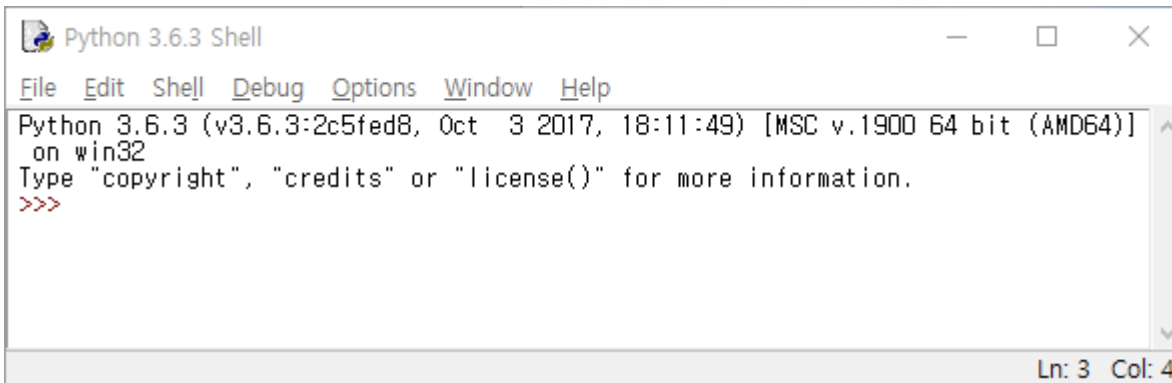 Python 3.6.3 Shell
File Edit Shell Debug Options Window Help
Python 3.6.3 (v3.6.3:2c5fed8, Oct  3 2017, 18:11:49) [MSC v.1900 64 bit (AMD64)]
 on win32
Type "copyright", "credits" or "license()" for more information.
>>>
Ln: 3 Col: 4